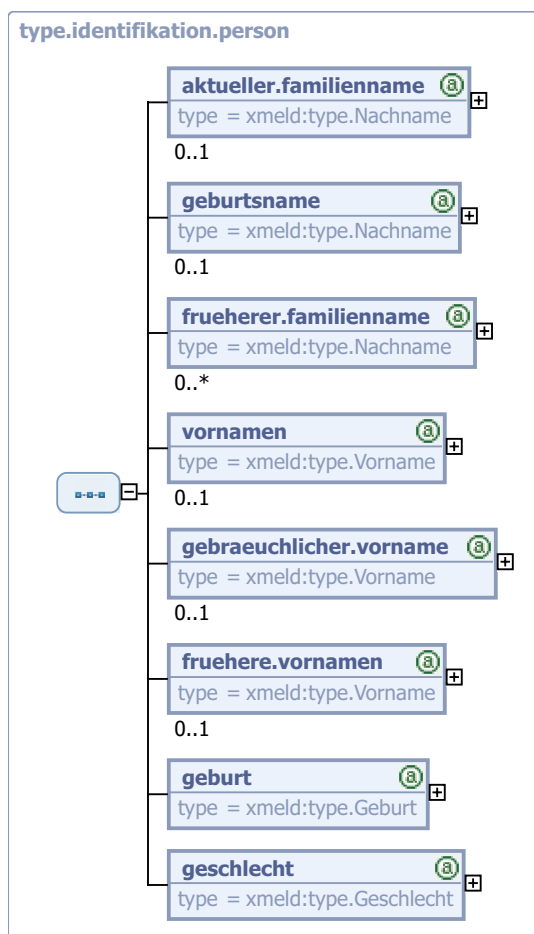 type.identifikation.person
aktueller.familienname @
type = xmeld:type.Nachname
0..1
geburtsname @
type = xmeld:type.Nachname
0..1
frueherer.familienname @
type = xmeld:type.Nachname
0..*
vornamen @
type = xmeld:type.Vorname
0..1
gebraeuchlicher.vorname @
type = xmeld:type.Vorname
0..1
fruehere.vornamen @
type = xmeld:type.Vorname
0..1
geburt @
type = xmeld:type.Geburt
geschlecht @
type = xmeld:type.Geschlecht